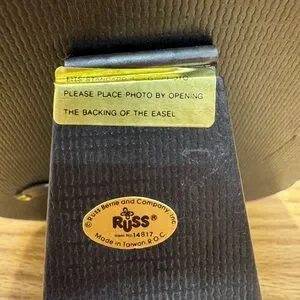 PLEASE PLACE PHOTO BY OPENING
THE BACKING OF THE EASEL
© Russ Berrie and Company, Inc.
RUSS®
Item No. 14817
Made in Taiwan, R.O.C.